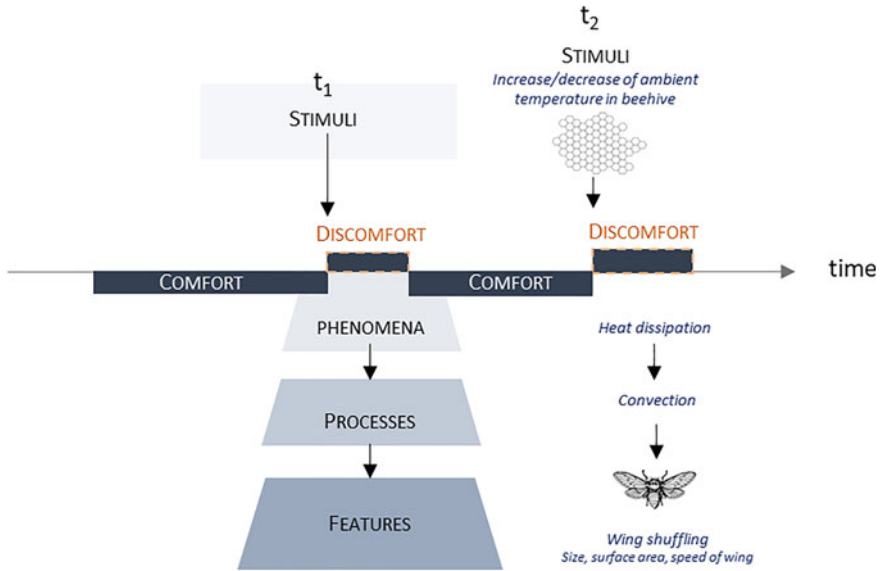 t1
STIMULI
t2
STIMULI
Increase/decrease of ambient
temperature in beehive
DISCOMFORT
DISCOMFORT
COMFORT
COMFORT
time
PHENOMENA
PROCESSES
FEATURES
Heat dissipation
Convection
Wing shuffling
Size, surface area, speed of wing